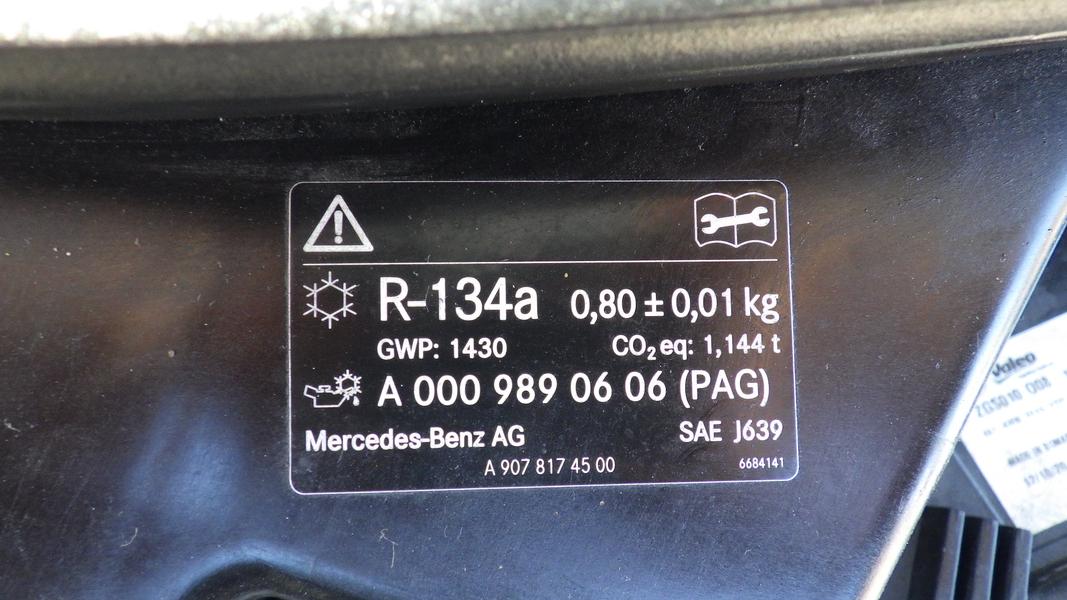 R-134a 0,80 ± 0,01 kg
GWP: 1430 CO₂ eq: 1,144 t
A 000 989 06 06 (PAG)
Mercedes-Benz AG SAE J639
A 907 817 45 00 6684141
Valeo